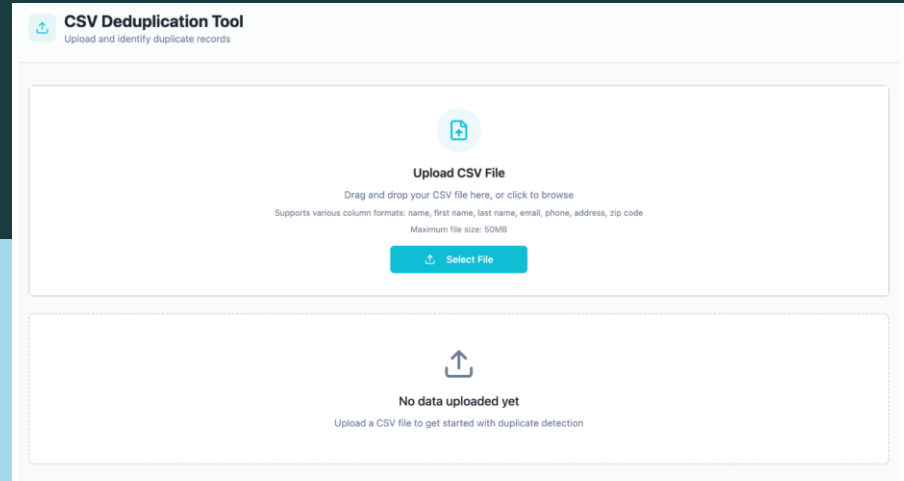 CSV Deduplication Tool
Upload and identify duplicate records
Upload CSV File
Drag and drop your CSV file here, or click to browse
Supports various column formats: name, first name, last name, email, phone, address, zip code
Maximum file size: 50MB
Select File
No data uploaded yet
Upload a CSV file to get started with duplicate detection